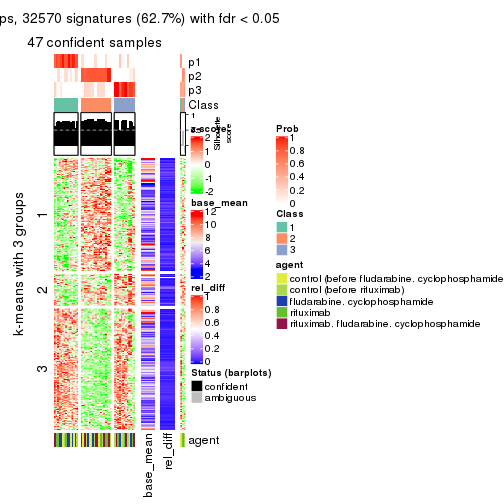 ps, 32570 signatures (62.7%) with fdr < 0.05
47 confident samples
p1
p2
p3
Class
1
Silhouette
score
z-score
2
1
0
-1
-2
base_mean
12
10
8
6
4
2
rel_diff
1
0.8
0.6
0.4
0.2
0
Status (barplots)
confident
ambiguous
Prob
1
0.8
0.6
0.4
0.2
0
Class
1
2
3
agent
control (before fludarabine. cyclophosphamide
control (before rituximab)
fludarabine. cyclophosphamide
rituximab
rituximab. fludarabine. cyclophosphamide
k-means with 3 groups
1
2
3
agent
base_mean
rel_diff